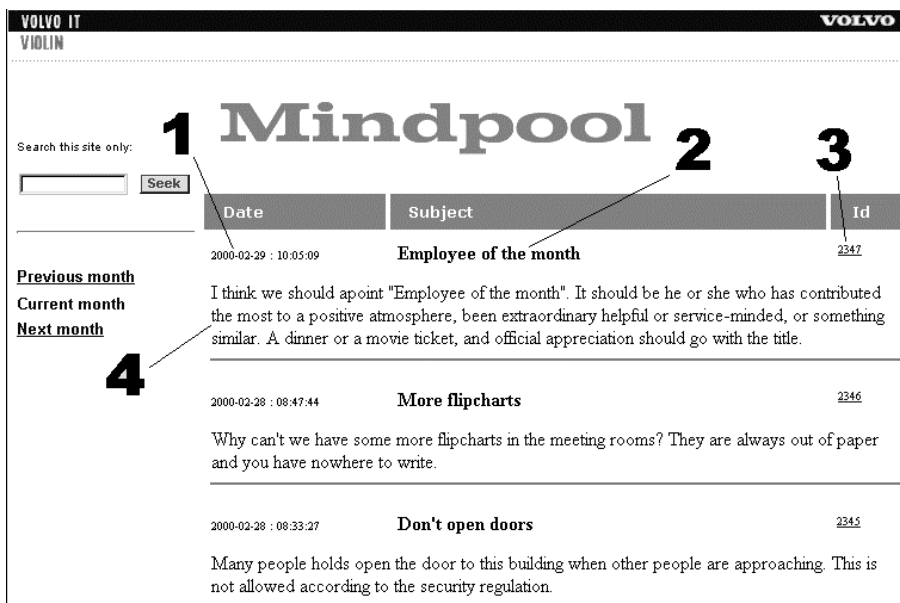 VOLVO IT
VOLVO
VIOLIN
Mindpool
1
2
3
Search this site only:
Seek
Date Subject Id
2000-02-29 : 10:05:09 Employee of the month 2347
Previous month
Current month
Next month
I think we should apoint "Employee of the month". It should be he or she who has contributed
the most to a positive atmosphere, been extraordinary helpful or service-minded, or something
similar. A dinner or a movie ticket, and official appreciation should go with the title.
4
2000-02-28 : 08:47:44 More flipcharts 2346
Why can't we have some more flipcharts in the meeting rooms? They are always out of paper
and you have nowhere to write.
2000-02-28 : 08:33:27 Don't open doors 2345
Many people holds open the door to this building when other people are approaching. This is
not allowed according to the security regulation.